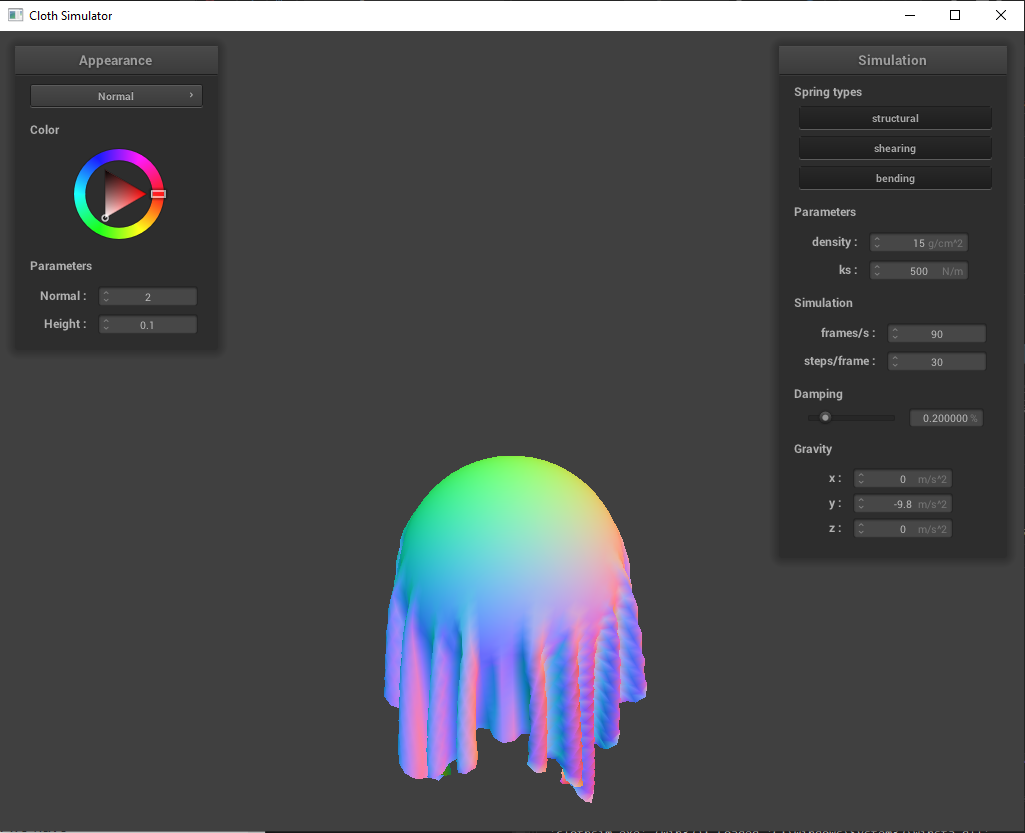 Cloth Simulator
Appearance
Normal
Color
Parameters
Normal :
2
Height :
0.1
Simulation
Spring types
structural
shearing
bending
Parameters
density :
15 g/cm^2
ks :
500 N/m
Simulation
frames/s :
90
steps/frame :
30
Damping
0.200000 %
Gravity
x :
0 m/s^2
y :
-9.8 m/s^2
z :
0 m/s^2